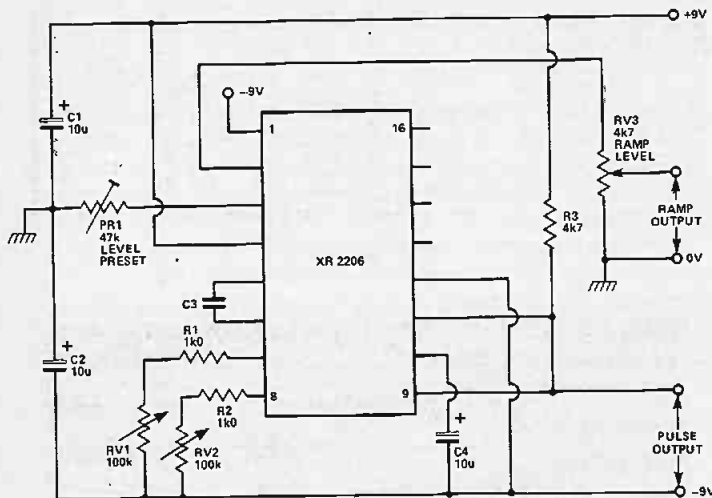 +9V
-9V
C1
10u
1
16
RV3
4k7
RAMP
LEVEL
PR1
47k
LEVEL
PRESET
R3
4k7
RAMP
OUTPUT
XR 2206
0V
C3
R1
1k0
C2
10u
R2
1k0
8
9
RV1
100k
RV2
100k
C4
10u
PULSE
OUTPUT
-9V
+
+
+